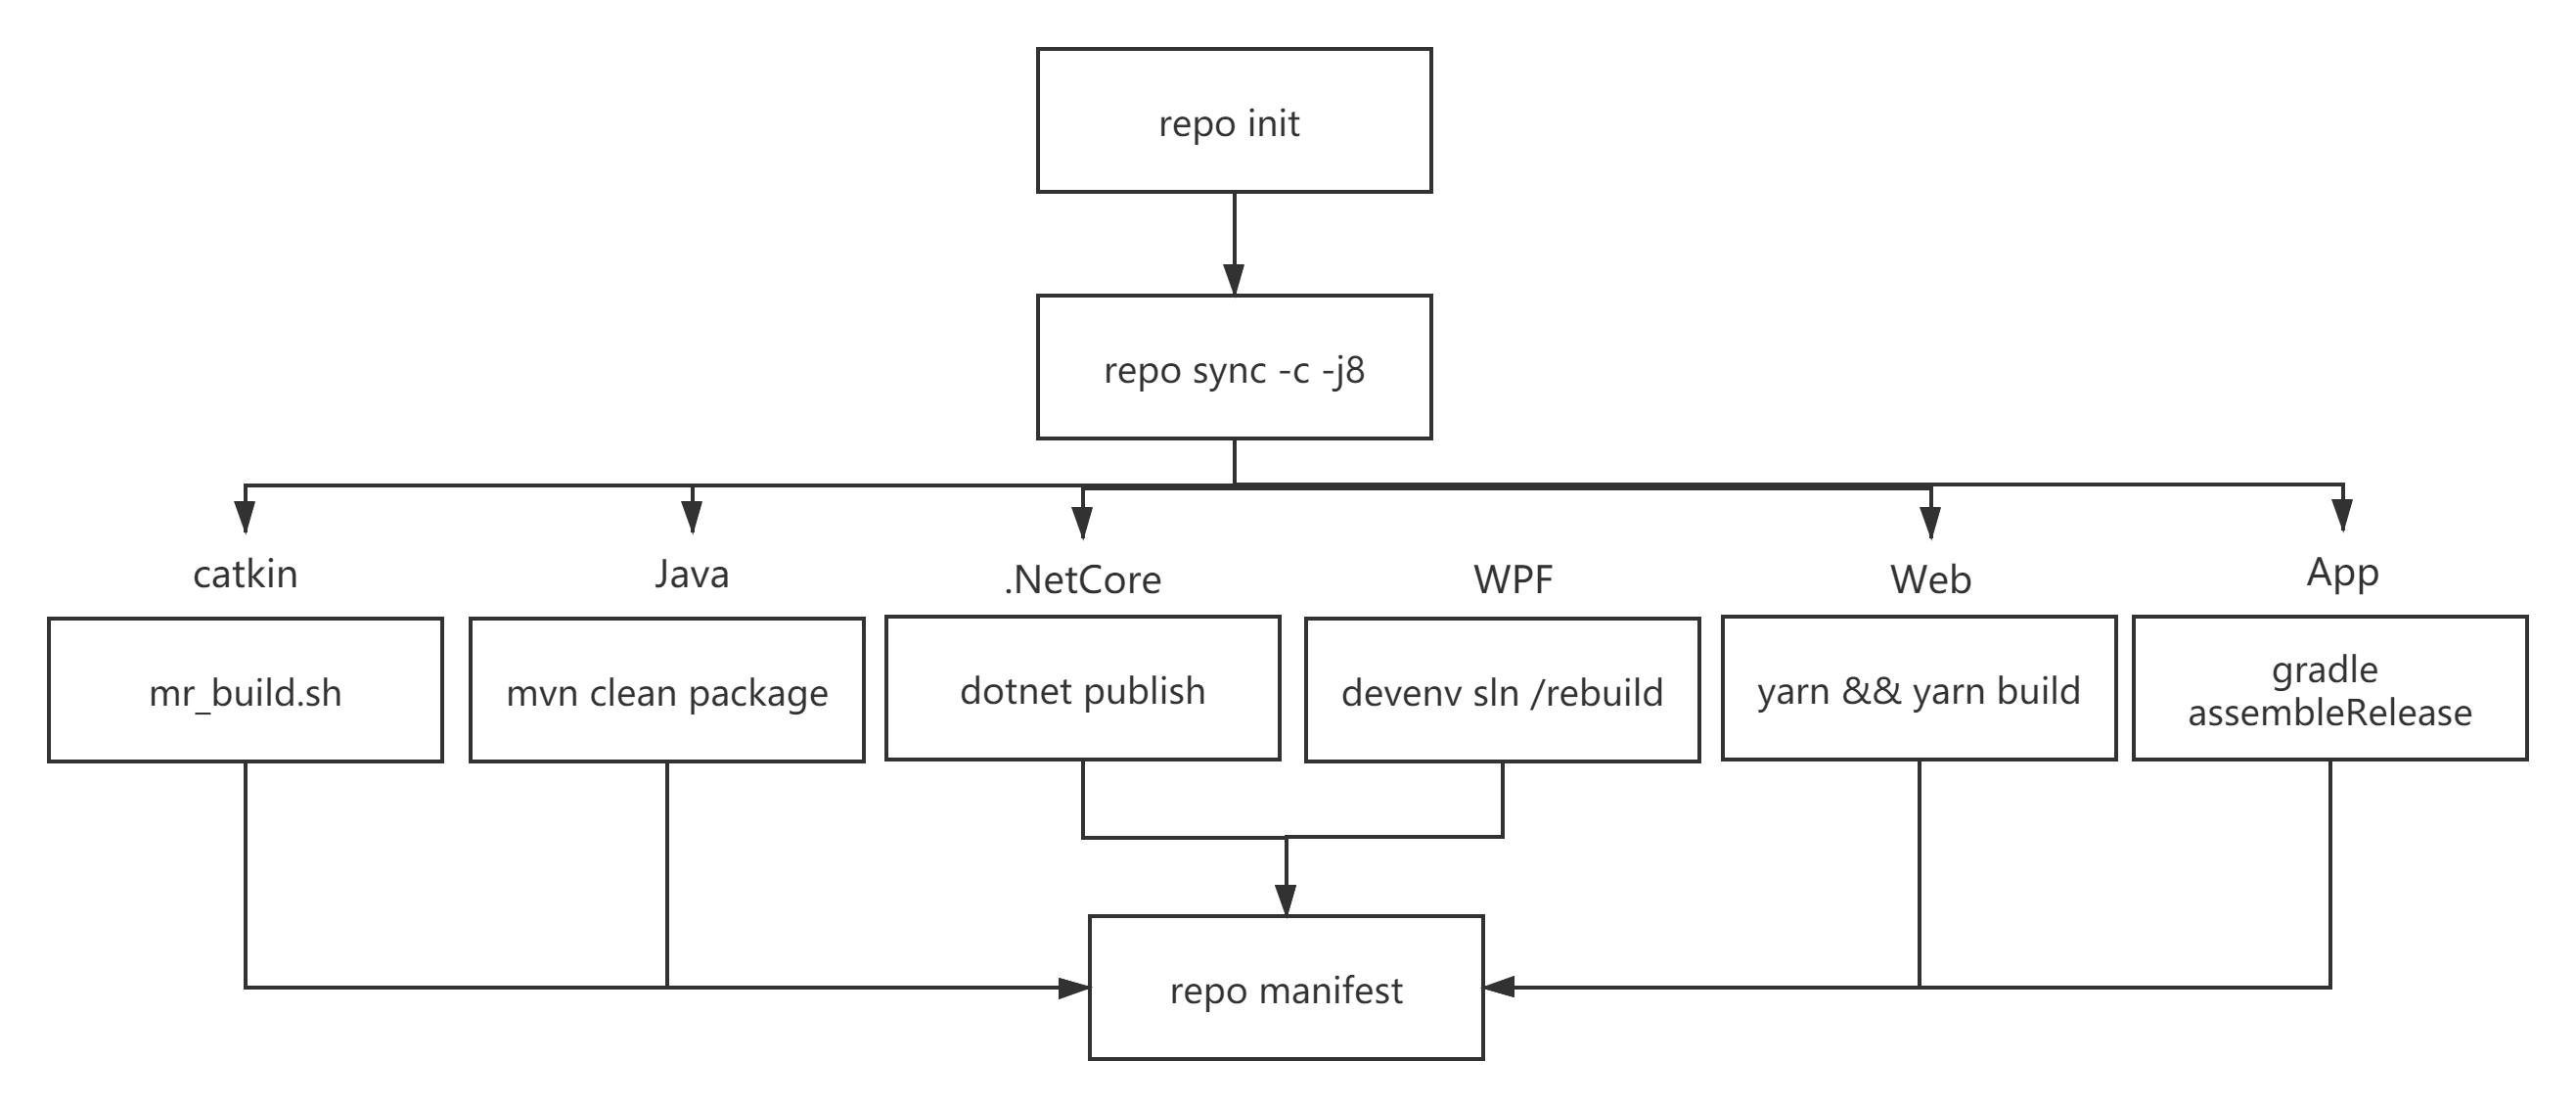 repo init
repo sync -c -j8
catkin
Java
.NetCore
WPF
Web
App
mr_build.sh
mvn clean package
dotnet publish
devenv sln /rebuild
yarn && yarn build
gradle
assembleRelease
repo manifest